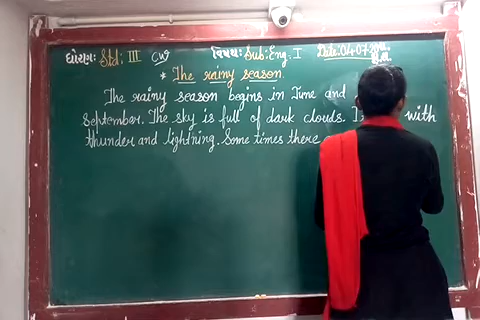 ધોરણ: Std: III CW વિષય: Sub: Eng-I Date: 04-07-20
* The rainy season.
The rainy season begins in June and
September. The sky is full of dark clouds. with
thunder and lightning. Some times there